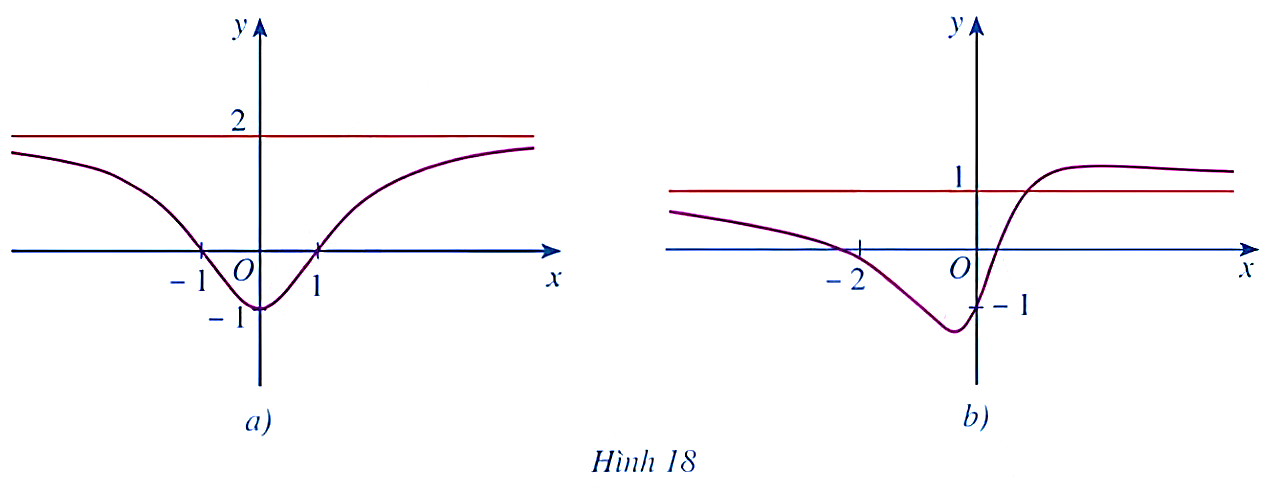 y
2
O
x
– 1
1
– 1
a)
y
1
O
x
– 2
– 1
b)
Hình 18